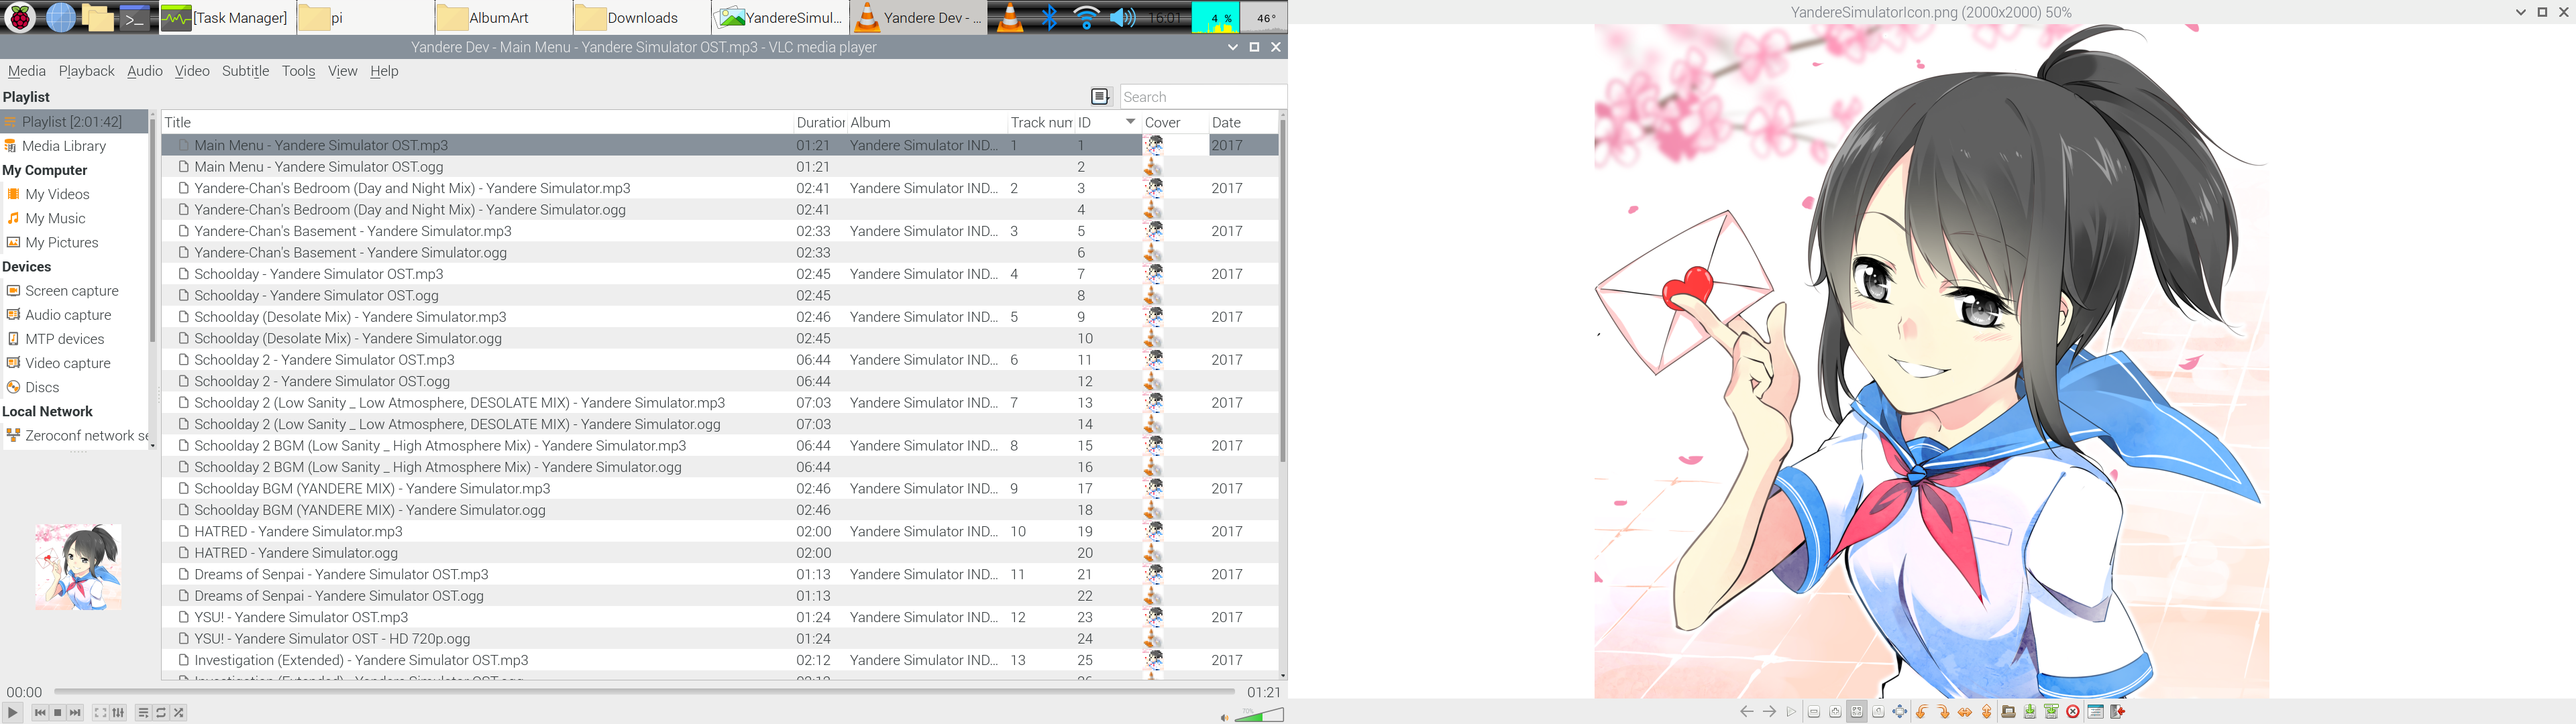 [Task Manager] pi AlbumArt Downloads YandereSimul... Yandere Dev - ... 16:01 4 % 46°
YandereSimulatorIcon.png (2000x2000) 50%
Yandere Dev - Main Menu - Yandere Simulator OST.mp3 - VLC media player
Media Playback Audio Video Subtitle Tools View Help
Playlist
Search
Playlist [2:01:42]
Media Library
My Computer
My Videos
My Music
My Pictures
Devices
Screen capture
Audio capture
MTP devices
Video capture
Discs
Local Network
Zeroconf network se
Title Duration Album Track num ID Cover Date
Main Menu - Yandere Simulator OST.mp3 01:21 Yandere Simulator IND... 1 1 2017
Main Menu - Yandere Simulator OST.ogg 01:21 2
Yandere-Chan's Bedroom (Day and Night Mix) - Yandere Simulator.mp3 02:41 Yandere Simulator IND... 2 3 2017
Yandere-Chan's Bedroom (Day and Night Mix) - Yandere Simulator.ogg 02:41 4
Yandere-Chan's Basement - Yandere Simulator.mp3 02:33 Yandere Simulator IND... 3 5 2017
Yandere-Chan's Basement - Yandere Simulator.ogg 02:33 6
Schoolday - Yandere Simulator OST.mp3 02:45 Yandere Simulator IND... 4 7 2017
Schoolday - Yandere Simulator OST.ogg 02:45 8
Schoolday (Desolate Mix) - Yandere Simulator.mp3 02:46 Yandere Simulator IND... 5 9 2017
Schoolday (Desolate Mix) - Yandere Simulator.ogg 02:45 10
Schoolday 2 - Yandere Simulator OST.mp3 06:44 Yandere Simulator IND... 6 11 2017
Schoolday 2 - Yandere Simulator OST.ogg 06:44 12
Schoolday 2 (Low Sanity _ Low Atmosphere, DESOLATE MIX) - Yandere Simulator.mp3 07:03 Yandere Simulator IND... 7 13 2017
Schoolday 2 (Low Sanity _ Low Atmosphere, DESOLATE MIX) - Yandere Simulator.ogg 07:03 14
Schoolday 2 BGM (Low Sanity _ High Atmosphere Mix) - Yandere Simulator.mp3 06:44 Yandere Simulator IND... 8 15 2017
Schoolday 2 BGM (Low Sanity _ High Atmosphere Mix) - Yandere Simulator.ogg 06:44 16
Schoolday BGM (YANDERE MIX) - Yandere Simulator.mp3 02:46 Yandere Simulator IND... 9 17 2017
Schoolday BGM (YANDERE MIX) - Yandere Simulator.ogg 02:46 18
HATRED - Yandere Simulator.mp3 02:00 Yandere Simulator IND... 10 19 2017
HATRED - Yandere Simulator.ogg 02:00 20
Dreams of Senpai - Yandere Simulator OST.mp3 01:13 Yandere Simulator IND... 11 21 2017
Dreams of Senpai - Yandere Simulator OST.ogg 01:13 22
YSU! - Yandere Simulator OST.mp3 01:24 Yandere Simulator IND... 12 23 2017
YSU! - Yandere Simulator OST - HD 720p.ogg 01:24 24
Investigation (Extended) - Yandere Simulator OST.mp3 02:12 Yandere Simulator IND... 13 25 2017
00:00 01:21
70%